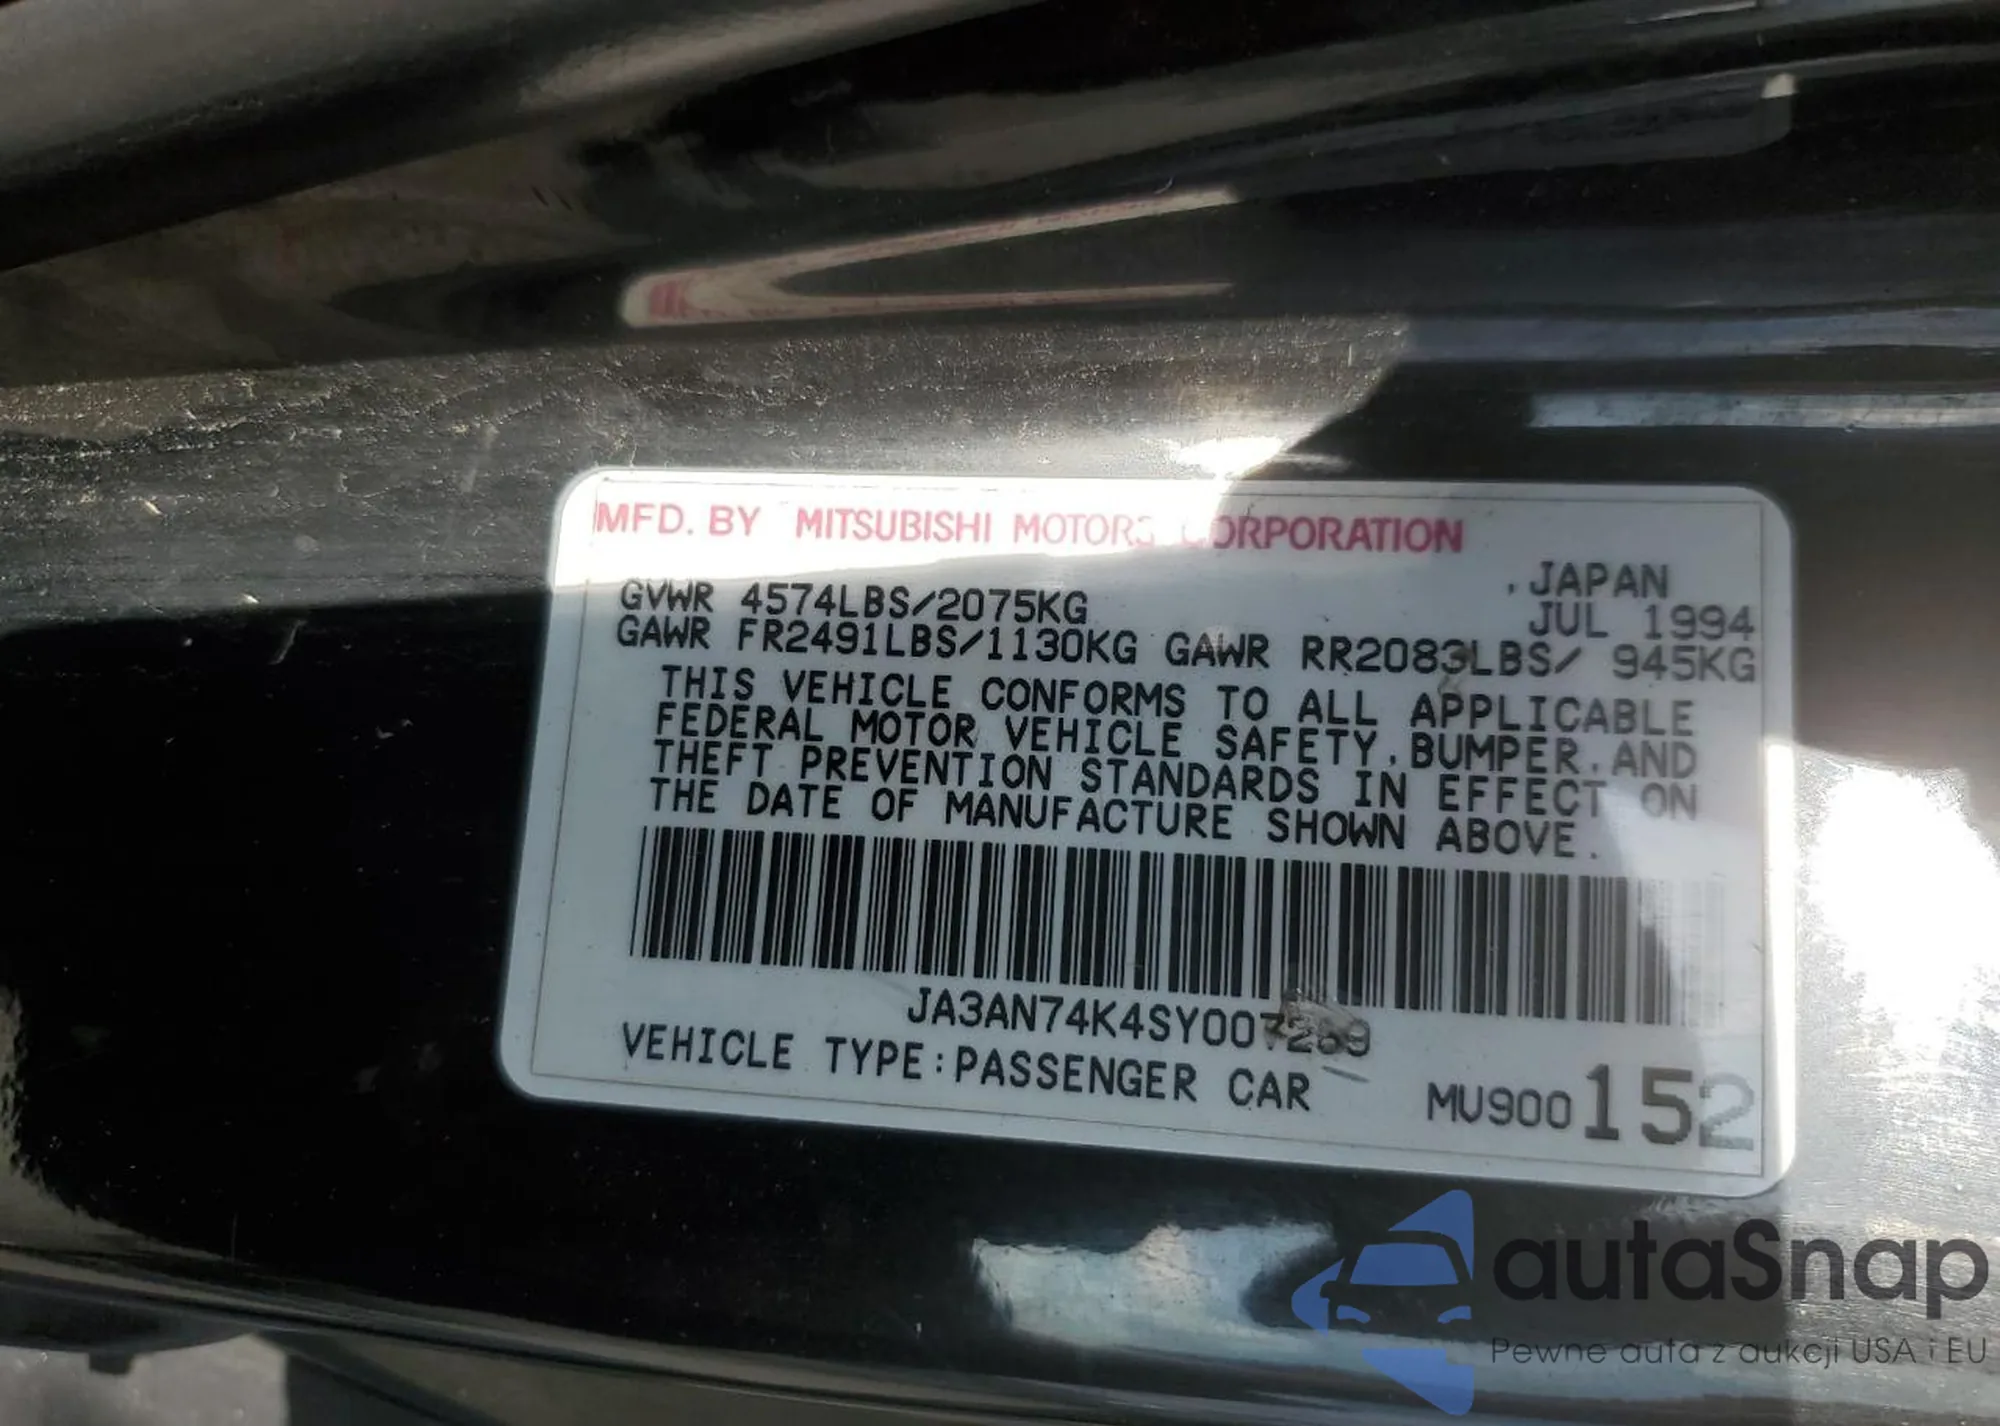 MFD. BY MITSUBISHI MOTORS CORPORATION
JAPAN
GVWR 4574LBS/2075KG JUL 1994
GAWR FR2491LBS/1130KG GAWR RR2083LBS/ 945KG
THIS VEHICLE CONFORMS TO ALL APPLICABLE
FEDERAL MOTOR VEHICLE SAFETY, BUMPER, AND
THEFT PREVENTION STANDARDS IN EFFECT ON
THE DATE OF MANUFACTURE SHOWN ABOVE.
JA3AN74K4SY007269
VEHICLE TYPE:PASSENGER CAR
MU900152
autaSnap
Pewne auta z aukcji USA i EU